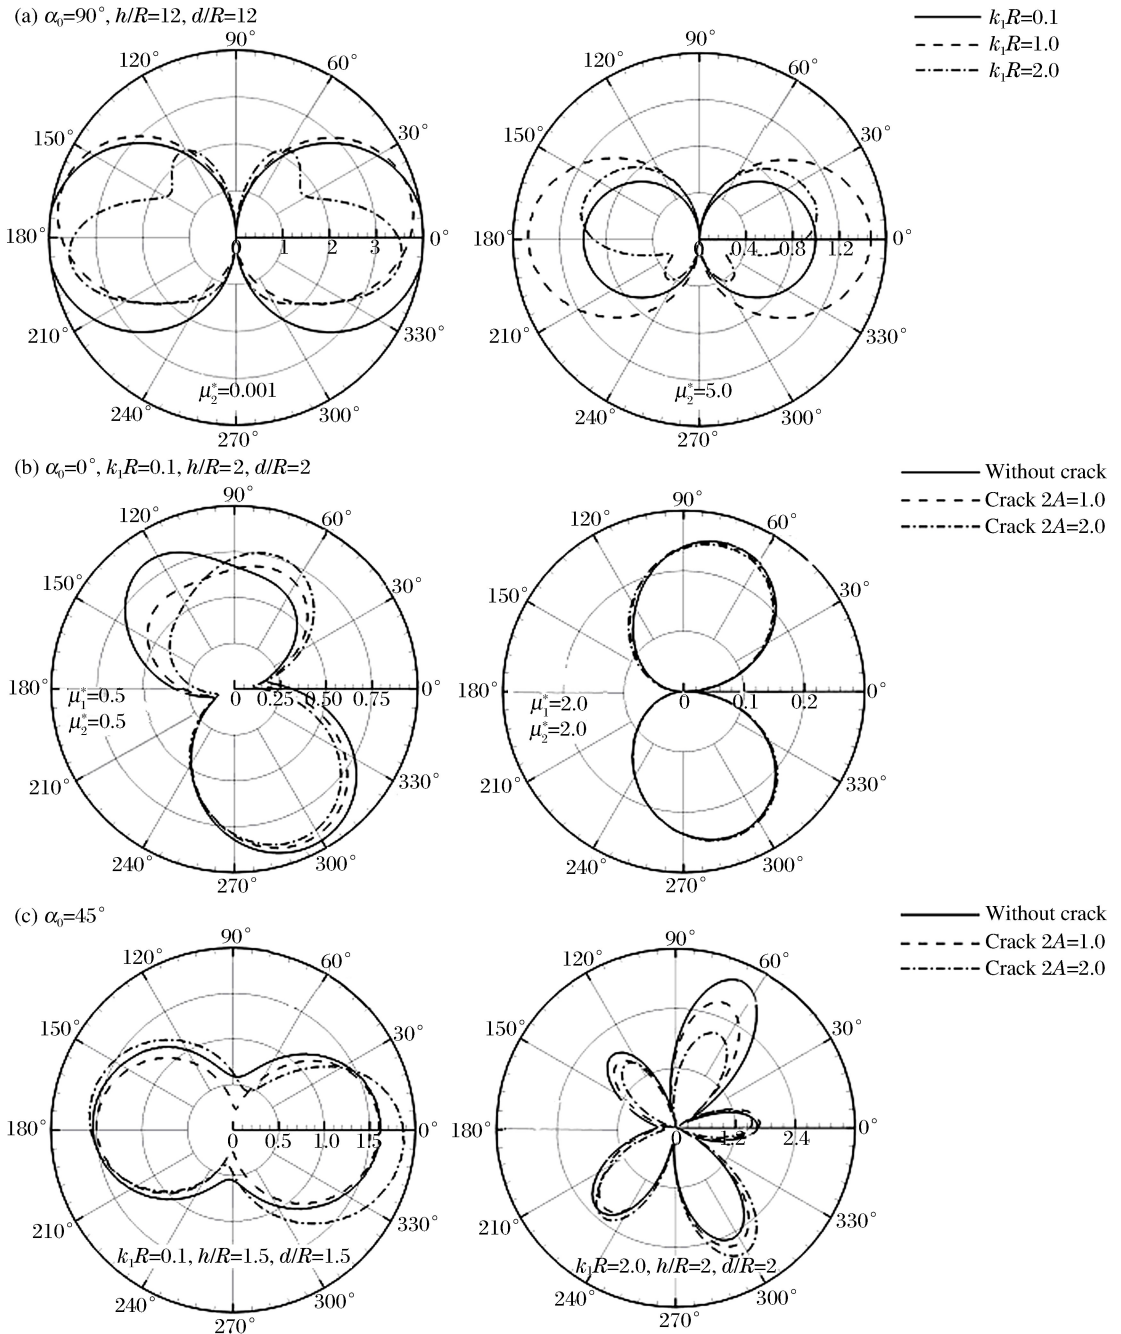 (a) α₀=90°, h/R=12, d/R=12
k₁R=0.1
k₁R=1.0
k₁R=2.0
90°
120°
60°
150°
30°
180°
0°
0 1 2 3
210°
330°
μ₂*=0.001
240°
300°
270°
90°
120°
60°
150°
30°
180°
0°
0 0.4 0.8 1.2
210°
330°
μ₂*=5.0
240°
300°
270°
(b) α₀=0°, k₁R=0.1, h/R=2, d/R=2
Without crack
Crack 2A=1.0
Crack 2A=2.0
90°
120°
60°
150°
30°
180°
0°
0 0.25 0.50 0.75
μ₁*=0.5
μ₂*=0.5
210°
330°
240°
300°
270°
90°
120°
60°
150°
30°
180°
0°
0 0.1 0.2
μ₁*=2.0
μ₂*=2.0
210°
330°
240°
300°
270°
(c) α₀=45°
Without crack
Crack 2A=1.0
Crack 2A=2.0
90°
120°
60°
150°
30°
180°
0°
0 0.5 1.0 1.5
210°
330°
k₁R=0.1, h/R=1.5, d/R=1.5
240°
300°
270°
90°
120°
60°
150°
30°
180°
0°
0 1.2 2.4
210°
330°
k₁R=2.0, h/R=2, d/R=2
240°
300°
270°